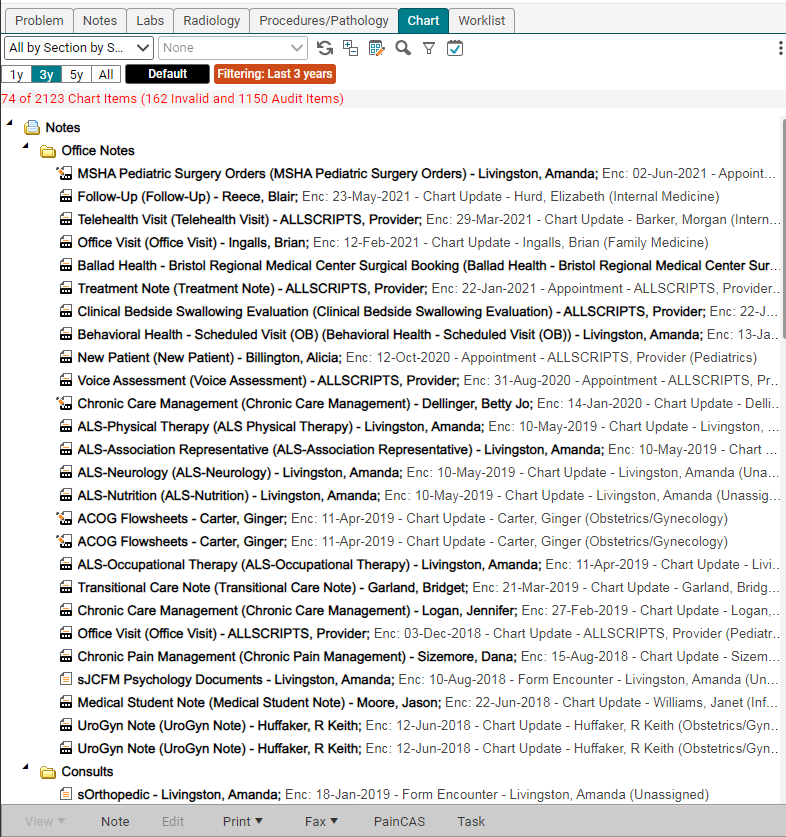 Problem Notes Labs Radiology Procedures/Pathology Chart Worklist
All by Section by S... None
1y 3y 5y All Default Filtering: Last 3 years
74 of 2123 Chart Items (162 Invalid and 1150 Audit Items)
Notes
Office Notes
MSHA Pediatric Surgery Orders (MSHA Pediatric Surgery Orders) - Livingston, Amanda; Enc: 02-Jun-2021 - Appoint...
Follow-Up (Follow-Up) - Reece, Blair; Enc: 23-May-2021 - Chart Update - Hurd, Elizabeth (Internal Medicine)
Telehealth Visit (Telehealth Visit) - ALLSCRIPTS, Provider; Enc: 29-Mar-2021 - Chart Update - Barker, Morgan (Intern...
Office Visit (Office Visit) - Ingalls, Brian; Enc: 12-Feb-2021 - Chart Update - Ingalls, Brian (Family Medicine)
Ballad Health - Bristol Regional Medical Center Surgical Booking (Ballad Health - Bristol Regional Medical Center Sur...
Treatment Note (Treatment Note) - ALLSCRIPTS, Provider; Enc: 22-Jan-2021 - Appointment - ALLSCRIPTS, Provider...
Clinical Bedside Swallowing Evaluation (Clinical Bedside Swallowing Evaluation) - ALLSCRIPTS, Provider; Enc: 22-J...
Behavioral Health - Scheduled Visit (OB) (Behavioral Health - Scheduled Visit (OB)) - Livingston, Amanda; Enc: 13-Ja...
New Patient (New Patient) - Billington, Alicia; Enc: 12-Oct-2020 - Appointment - ALLSCRIPTS, Provider (Pediatrics)
Voice Assessment (Voice Assessment) - ALLSCRIPTS, Provider; Enc: 31-Aug-2020 - Appointment - ALLSCRIPTS, Pr...
Chronic Care Management (Chronic Care Management) - Dellinger, Betty Jo; Enc: 14-Jan-2020 - Chart Update - Delli...
ALS-Physical Therapy (ALS Physical Therapy) - Livingston, Amanda; Enc: 10-May-2019 - Chart Update - Livingston, ...
ALS-Association Representative (ALS-Association Representative) - Livingston, Amanda; Enc: 10-May-2019 - Chart ...
ALS-Neurology (ALS-Neurology) - Livingston, Amanda; Enc: 10-May-2019 - Chart Update - Livingston, Amanda (Una...
ALS-Nutrition (ALS-Nutrition) - Livingston, Amanda; Enc: 10-May-2019 - Chart Update - Livingston, Amanda (Unassig...
ACOG Flowsheets - Carter, Ginger; Enc: 11-Apr-2019 - Chart Update - Carter, Ginger (Obstetrics/Gynecology)
ACOG Flowsheets - Carter, Ginger; Enc: 11-Apr-2019 - Chart Update - Carter, Ginger (Obstetrics/Gynecology)
ALS-Occupational Therapy (ALS-Occupational Therapy) - Livingston, Amanda; Enc: 11-Apr-2019 - Chart Update - Livi...
Transitional Care Note (Transitional Care Note) - Garland, Bridget; Enc: 21-Mar-2019 - Chart Update - Garland, Bridg...
Chronic Care Management (Chronic Care Management) - Logan, Jennifer; Enc: 27-Feb-2019 - Chart Update - Logan,...
Office Visit (Office Visit) - ALLSCRIPTS, Provider; Enc: 03-Dec-2018 - Chart Update - ALLSCRIPTS, Provider (Pediatr...
Chronic Pain Management (Chronic Pain Management) - Sizemore, Dana; Enc: 15-Aug-2018 - Chart Update - Sizem...
sJCFM Psychology Documents - Livingston, Amanda; Enc: 10-Aug-2018 - Form Encounter - Livingston, Amanda (Un...
Medical Student Note (Medical Student Note) - Moore, Jason; Enc: 22-Jun-2018 - Chart Update - Williams, Janet (Inf...
UroGyn Note (UroGyn Note) - Huffaker, R Keith; Enc: 12-Jun-2018 - Chart Update - Huffaker, R Keith (Obstetrics/Gyn...
UroGyn Note (UroGyn Note) - Huffaker, R Keith; Enc: 12-Jun-2018 - Chart Update - Huffaker, R Keith (Obstetrics/Gyn...
Consults
sOrthopedic - Livingston, Amanda; Enc: 18-Jan-2019 - Form Encounter - Livingston, Amanda (Unassigned)
View Note Edit Print Fax PainCAS Task